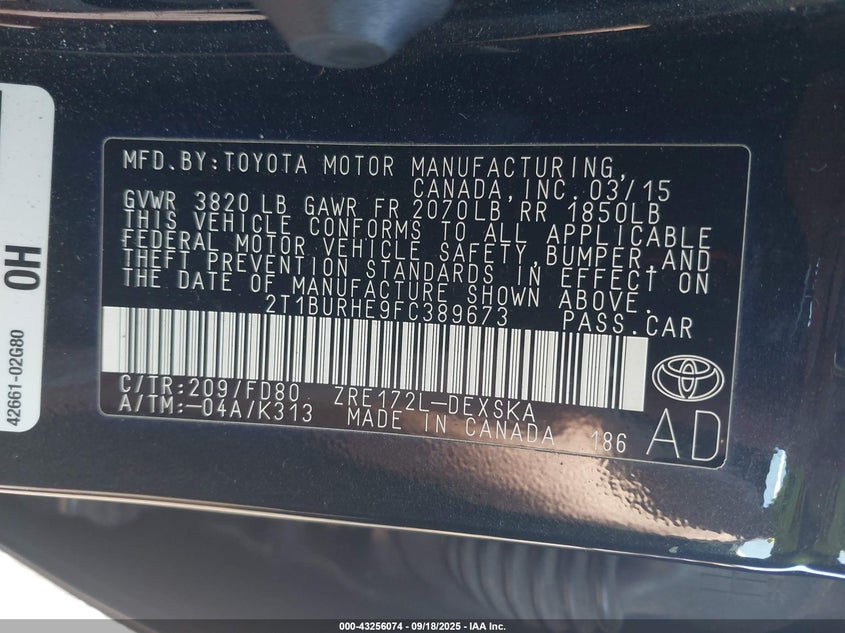 MFD.BY:TOYOTA MOTOR MANUFACTURING,
CANADA,INC. 03/15
GVWR 3820 LB GAWR FR 2070LB RR 1850LB
THIS VEHICLE CONFORMS TO ALL APPLICABLE
FEDERAL MOTOR VEHICLE SAFETY,BUMPER,AND
THEFT PREVENTION STANDARDS IN EFFECT ON
THE DATE OF MANUFACTURE SHOWN ABOVE.
2T1BURHE9FC389673 PASS.CAR
C/TR:209/FD80 ZRE172L-DEXSKA
A/TM:-04A/K313 MADE IN CANADA 186 AD
42661-02G80 OH
000-43256074 - 09/18/2025 - IAA Inc.